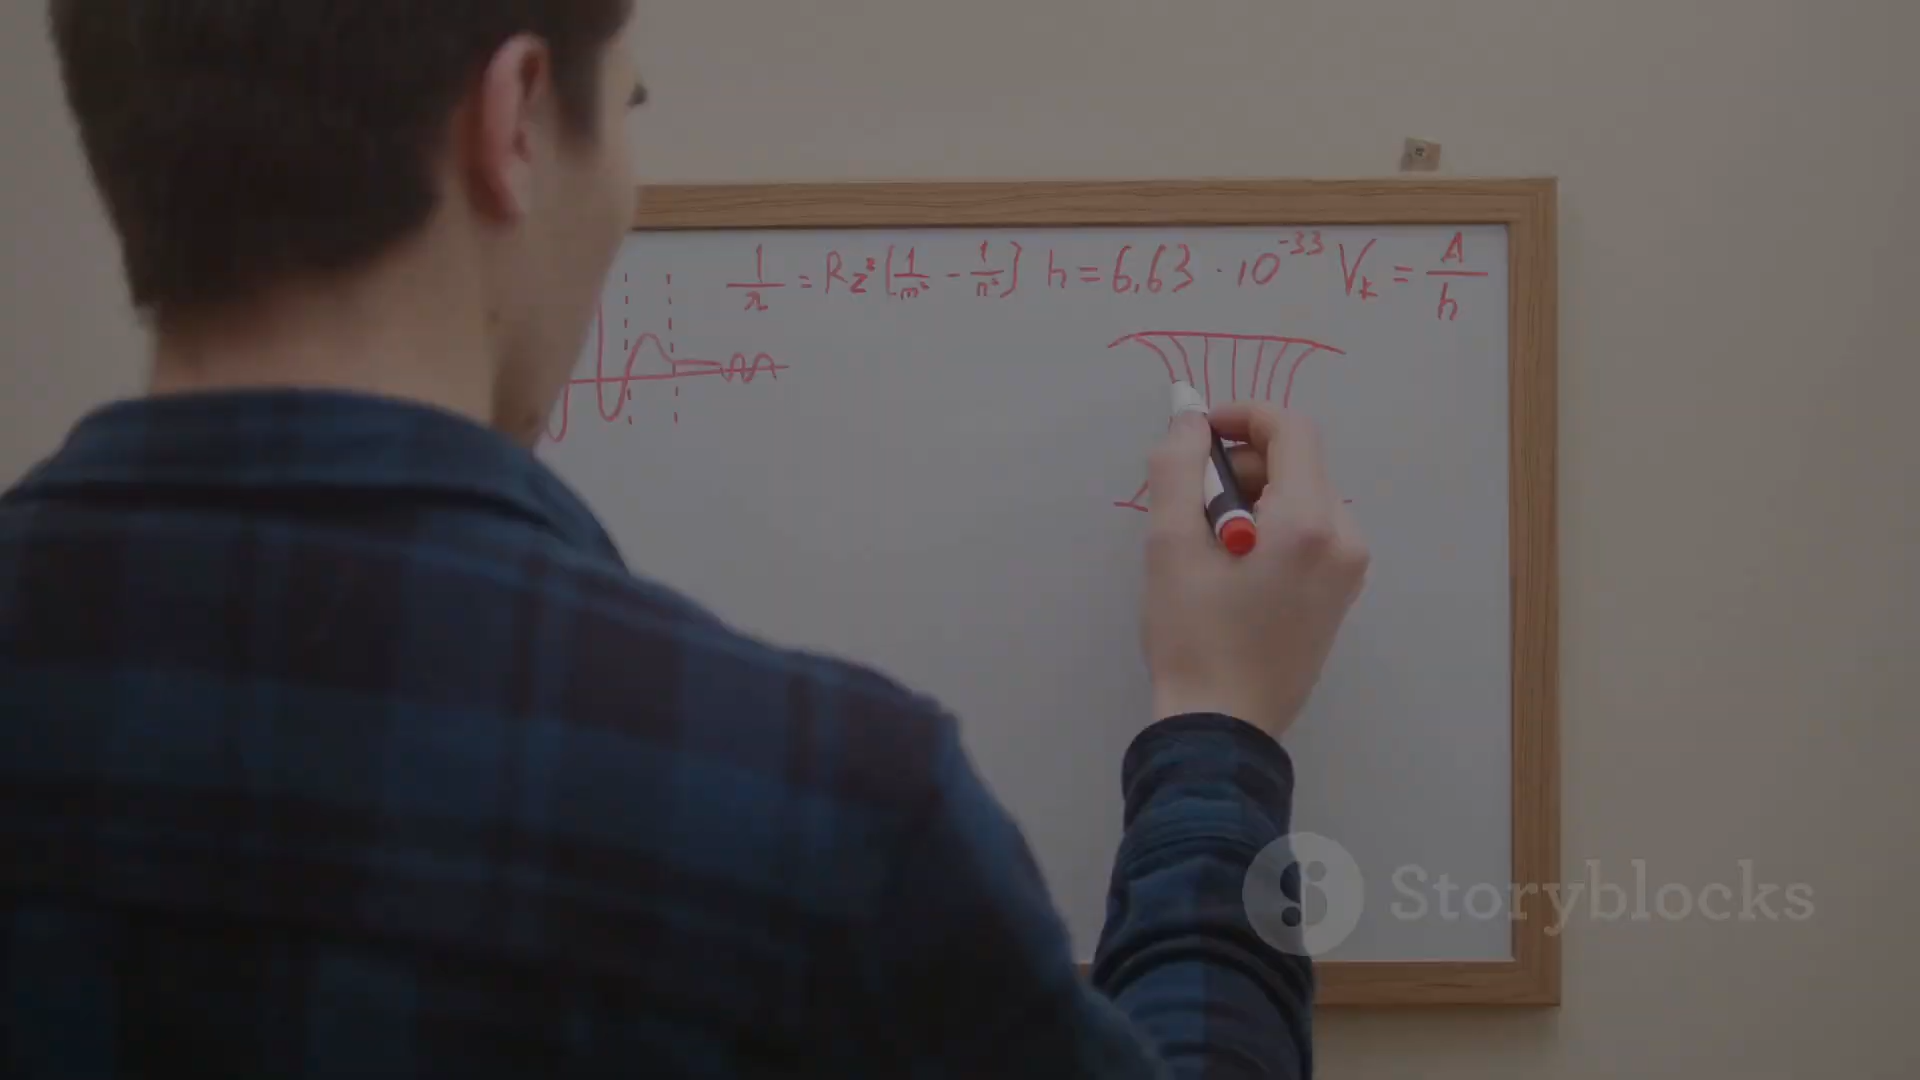 1/λ = Rz²[1/m² - 1/n²] h = 6,63 · 10⁻³³ Vₖ = A/h
Storyblocks